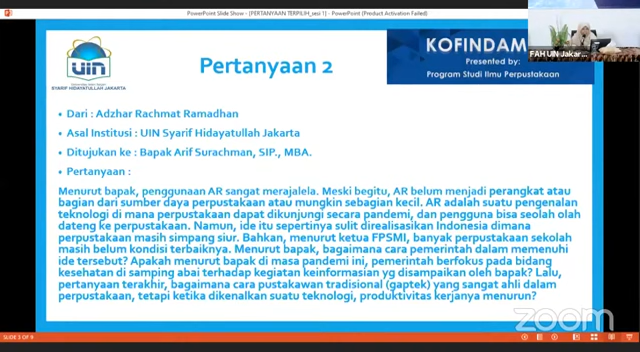 PowerPoint Slide Show - [PERTANYAAN TERPILIH_sesi 1] - PowerPoint (Product Activation Failed)
FAH UIN Jakar...
UIN
SYARIF HIDAYATULLAH JAKARTA
Pertanyaan 2
KOFINDAM
Presented by:
Program Studi Ilmu Perpustakaan
• Dari : Adzhar Rachmat Ramadhan
• Asal Institusi : UIN Syarif Hidayatullah Jakarta
• Ditujukan ke : Bapak Arif Surachman, SIP., MBA.
• Pertanyaan :
Menurut bapak, penggunaan AR sangat merajalela. Meski begitu, AR belum menjadi perangkat atau
bagian dari sumber daya perpustakaan atau mungkin sebagian kecil. AR adalah suatu pengenalan
teknologi di mana perpustakaan dapat dikunjungi secara pandemi, dan pengguna bisa seolah olah
dateng ke perpustakaan. Namun, ide itu sepertinya sulit direalisasikan Indonesia dimana
perpustakaan masih simpang siur. Bahkan, menurut ketua FPSMI, banyak perpustakaan sekolah
masih belum kondisi terbaiknya. Menurut bapak, bagaimana cara pemerintah dalam memenuhi
ide tersebut? Apakah menurut bapak di masa pandemi ini, pemerintah berfokus pada bidang
kesehatan di samping abai terhadap kegiatan keinformasian yg disampaikan oleh bapak? Lalu,
pertanyaan terakhir, bagaimana cara pustakawan tradisional (gaptek) yang sangat ahli dalam
perpustakaan, tetapi ketika dikenalkan suatu teknologi, produktivitas kerjanya menurun?
zoom
SLIDE 3 OF 9